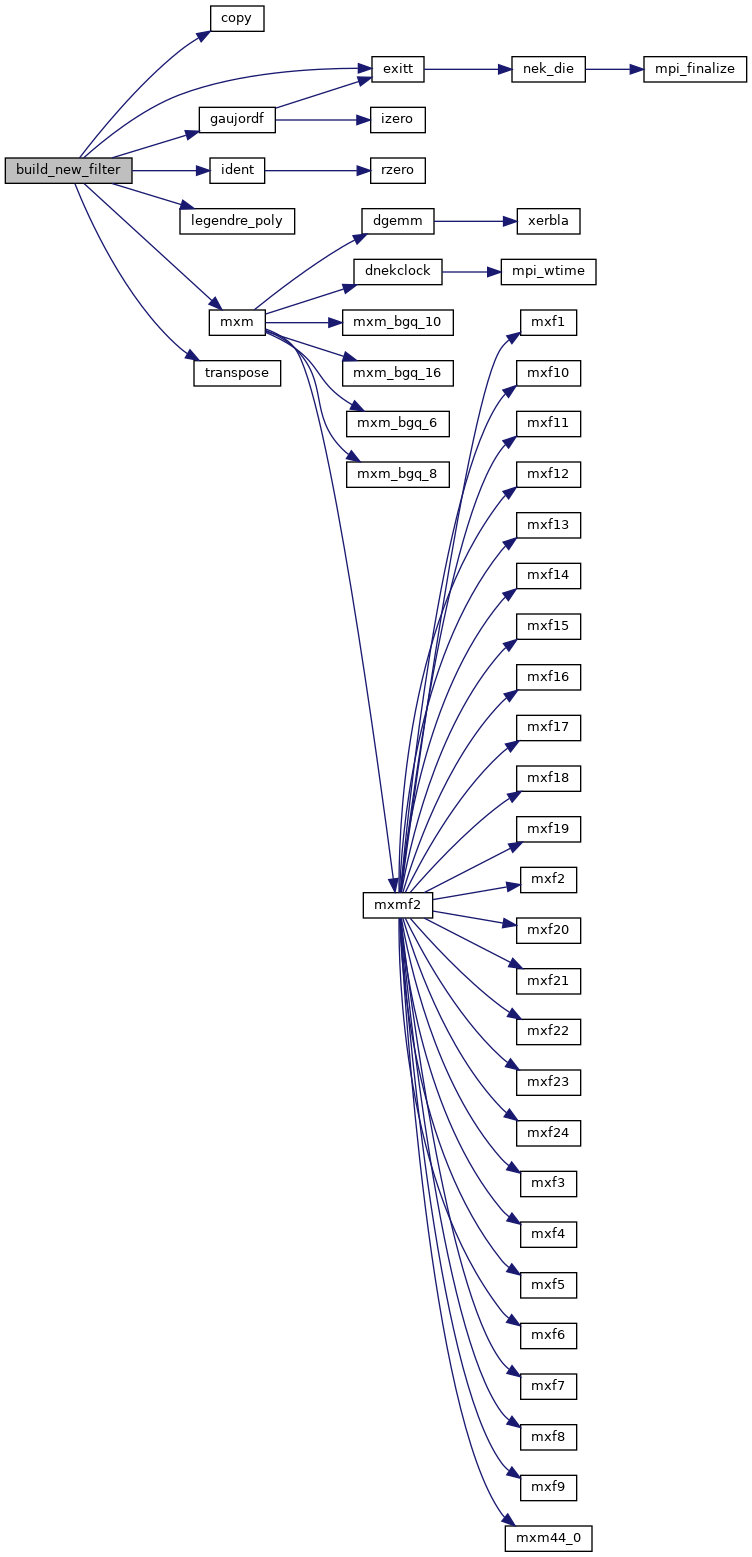 copy
exitt
nek_die
mpi_finalize
gaujordf
izero
build_new_filter
ident
rzero
legendre_poly
dgemm
xerbla
dnekclock
mpi_wtime
mxm
mxm_bgq_10
mxf1
transpose
mxm_bgq_16
mxf10
mxm_bgq_6
mxf11
mxm_bgq_8
mxf12
mxf13
mxf14
mxf15
mxf16
mxf17
mxf18
mxf19
mxf2
mxmf2
mxf20
mxf21
mxf22
mxf23
mxf24
mxf3
mxf4
mxf5
mxf6
mxf7
mxf8
mxf9
mxm44_0